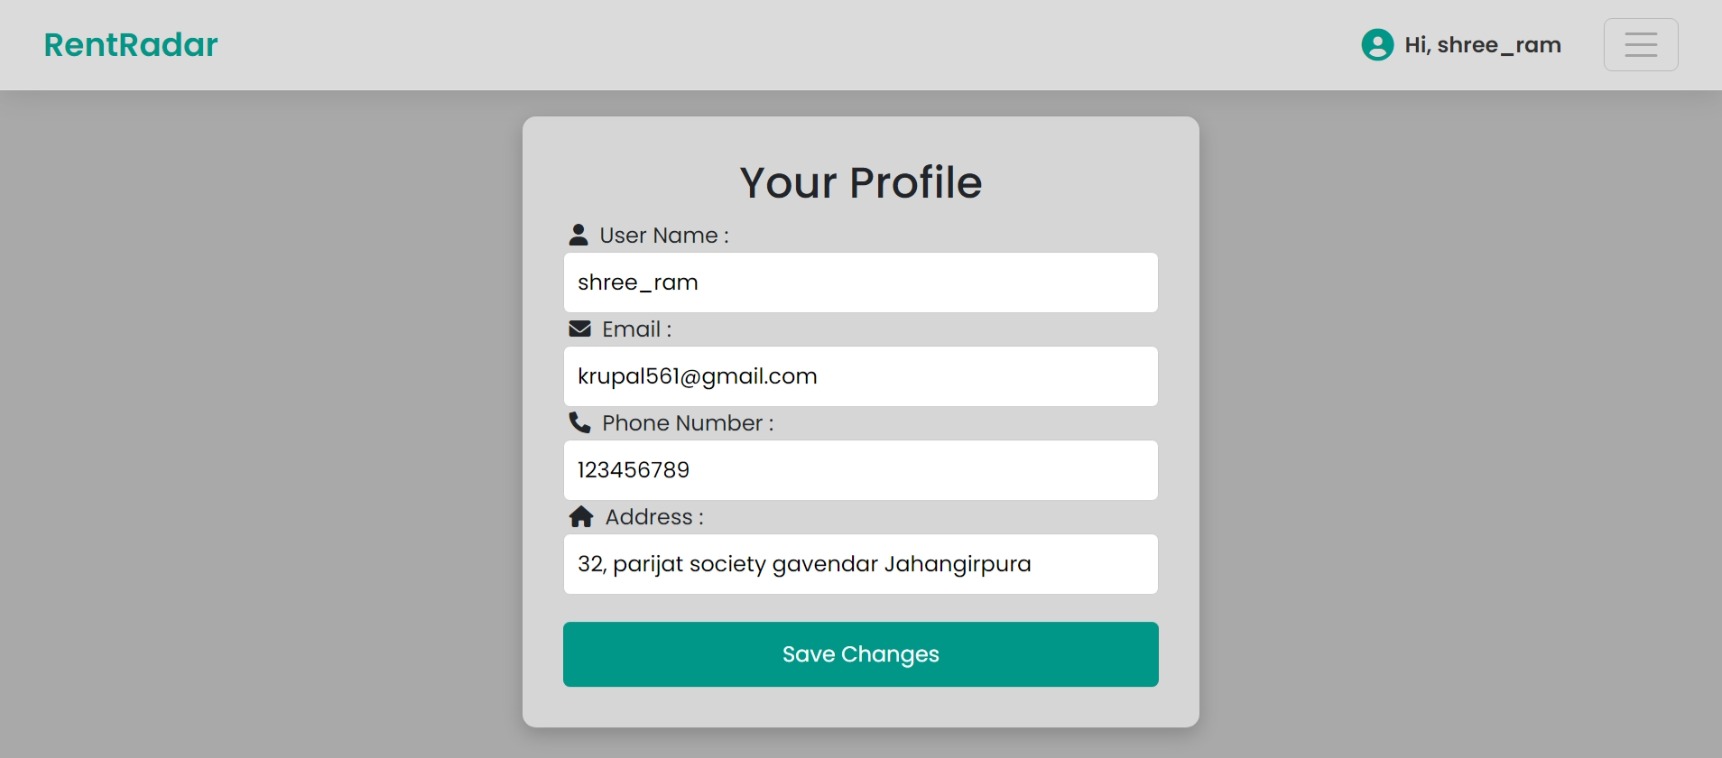 RentRadar
Hi, shree_ram
Your Profile
User Name :
shree_ram
Email :
krupal561@gmail.com
Phone Number :
123456789
Address :
32, parijat society gavendar Jahangirpura
Save Changes